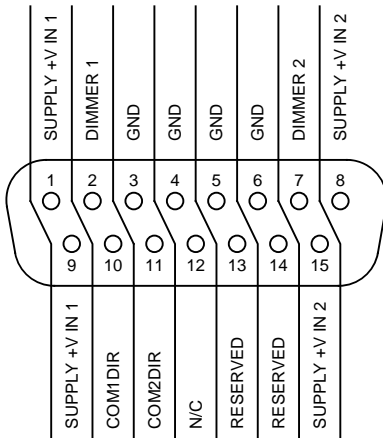 SUPPLY +V IN 1
DIMMER 1
GND
GND
GND
GND
DIMMER 2
SUPPLY +V IN 2
1 2 3 4 5 6 7 8
9 10 11 12 13 14 15
SUPPLY +V IN 1
COM1DIR
COM2DIR
N/C
RESERVED
RESERVED
SUPPLY +V IN 2